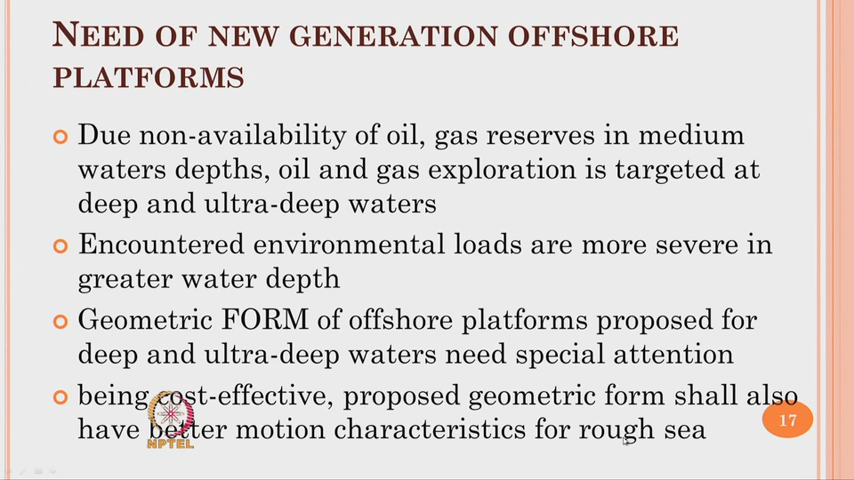 NEED OF NEW GENERATION OFFSHORE
PLATFORMS
Due non-availability of oil, gas reserves in medium
waters depths, oil and gas exploration is targeted at
deep and ultra-deep waters
Encountered environmental loads are more severe in
greater water depth
Geometric FORM of offshore platforms proposed for
deep and ultra-deep waters need special attention
being cost-effective, proposed geometric form shall also
have better motion characteristics for rough sea
17
NPTEL